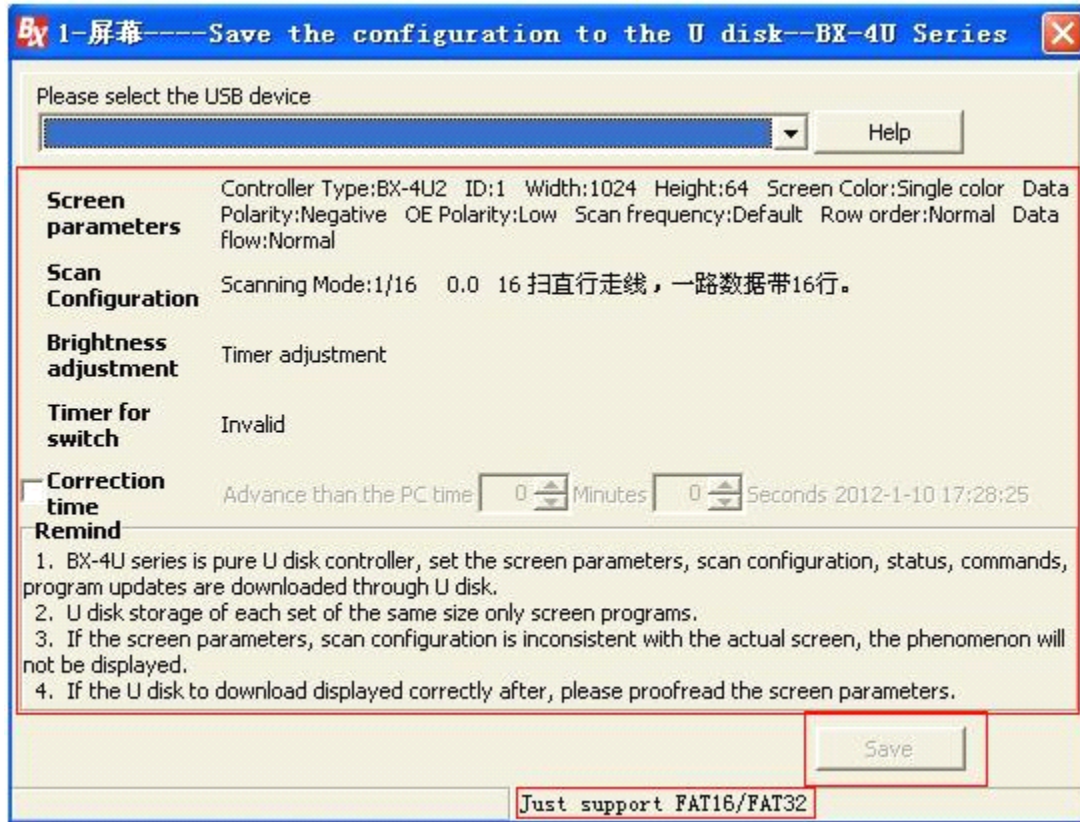 BX 1-屏幕----Save the configuration to the U disk--BX-4U Series
Please select the USB device
Help
Screen parameters
Controller Type:BX-4U2 ID:1 Width:1024 Height:64 Screen Color:Single color Data
Polarity:Negative OE Polarity:Low Scan frequency:Default Row order:Normal Data
flow:Normal
Scan Configuration
Scanning Mode:1/16 0.0 16 扫直行走线，一路数据带16行。
Brightness adjustment
Timer adjustment
Timer for switch
Invalid
Correction time
Advance than the PC time 0 Minutes 0 Seconds 2012-1-10 17:28:25
Remind
1. BX-4U series is pure U disk controller, set the screen parameters, scan configuration, status, commands,
program updates are downloaded through U disk.
2. U disk storage of each set of the same size only screen programs.
3. If the screen parameters, scan configuration is inconsistent with the actual screen, the phenomenon will
not be displayed.
4. If the U disk to download displayed correctly after, please proofread the screen parameters.
Save
Just support FAT16/FAT32